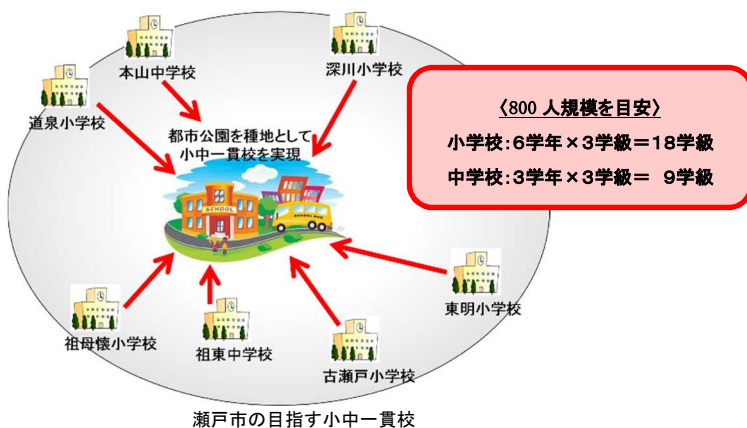 本山中学校
深川小学校
道泉小学校
〈800 人規模を目安〉
小学校:6学年×3学級＝18学級
中学校:3学年×3学級＝ 9学級
都市公園を種地として
小中一貫校を実現
SCHOOL
SCHOOL BUS
東明小学校
祖母懐小学校
祖東中学校
古瀬戸小学校
瀬戸市の目指す小中一貫校